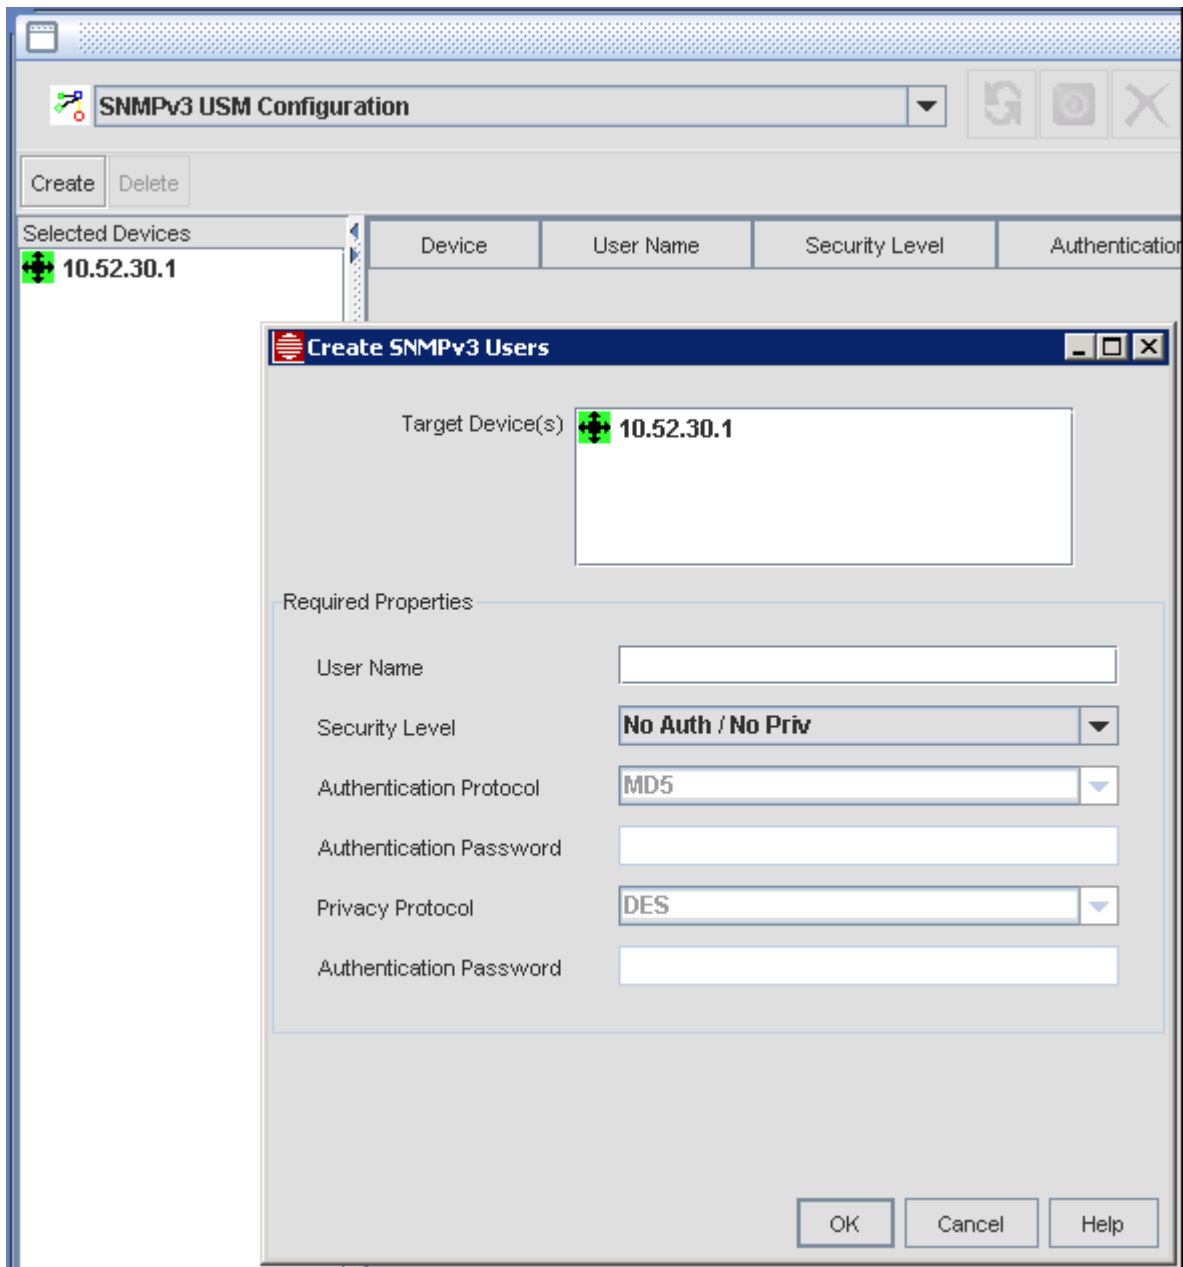 SNMPv3 USM Configuration
Create Delete
Selected Devices
10.52.30.1
Device User Name Security Level Authentication
Create SNMPv3 Users
Target Device(s) 10.52.30.1
Required Properties
User Name
Security Level No Auth / No Priv
Authentication Protocol MD5
Authentication Password
Privacy Protocol DES
Authentication Password
OK Cancel Help